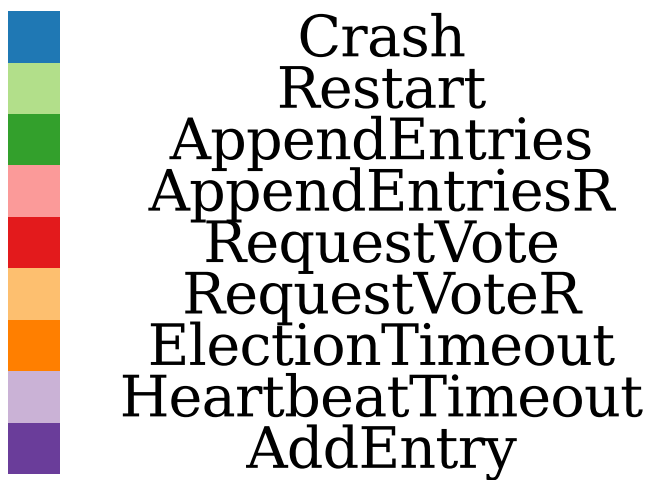 Crash
Restart
AppendEntries
AppendEntriesR
RequestVote
RequestVoteR
ElectionTimeout
HeartbeatTimeout
AddEntry